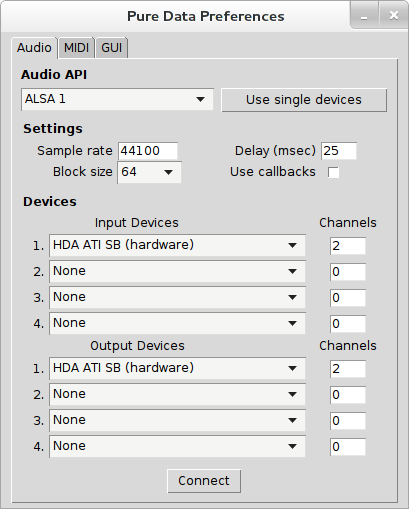 Pure Data Preferences
Audio MIDI GUI
Audio API
ALSA 1 Use single devices
Settings
Sample rate 44100 Delay (msec) 25
Block size 64 Use callbacks
Devices
Input Devices Channels
1. HDA ATI SB (hardware) 2
2. None 0
3. None 0
4. None 0
Output Devices Channels
1. HDA ATI SB (hardware) 2
2. None 0
3. None 0
4. None 0
Connect